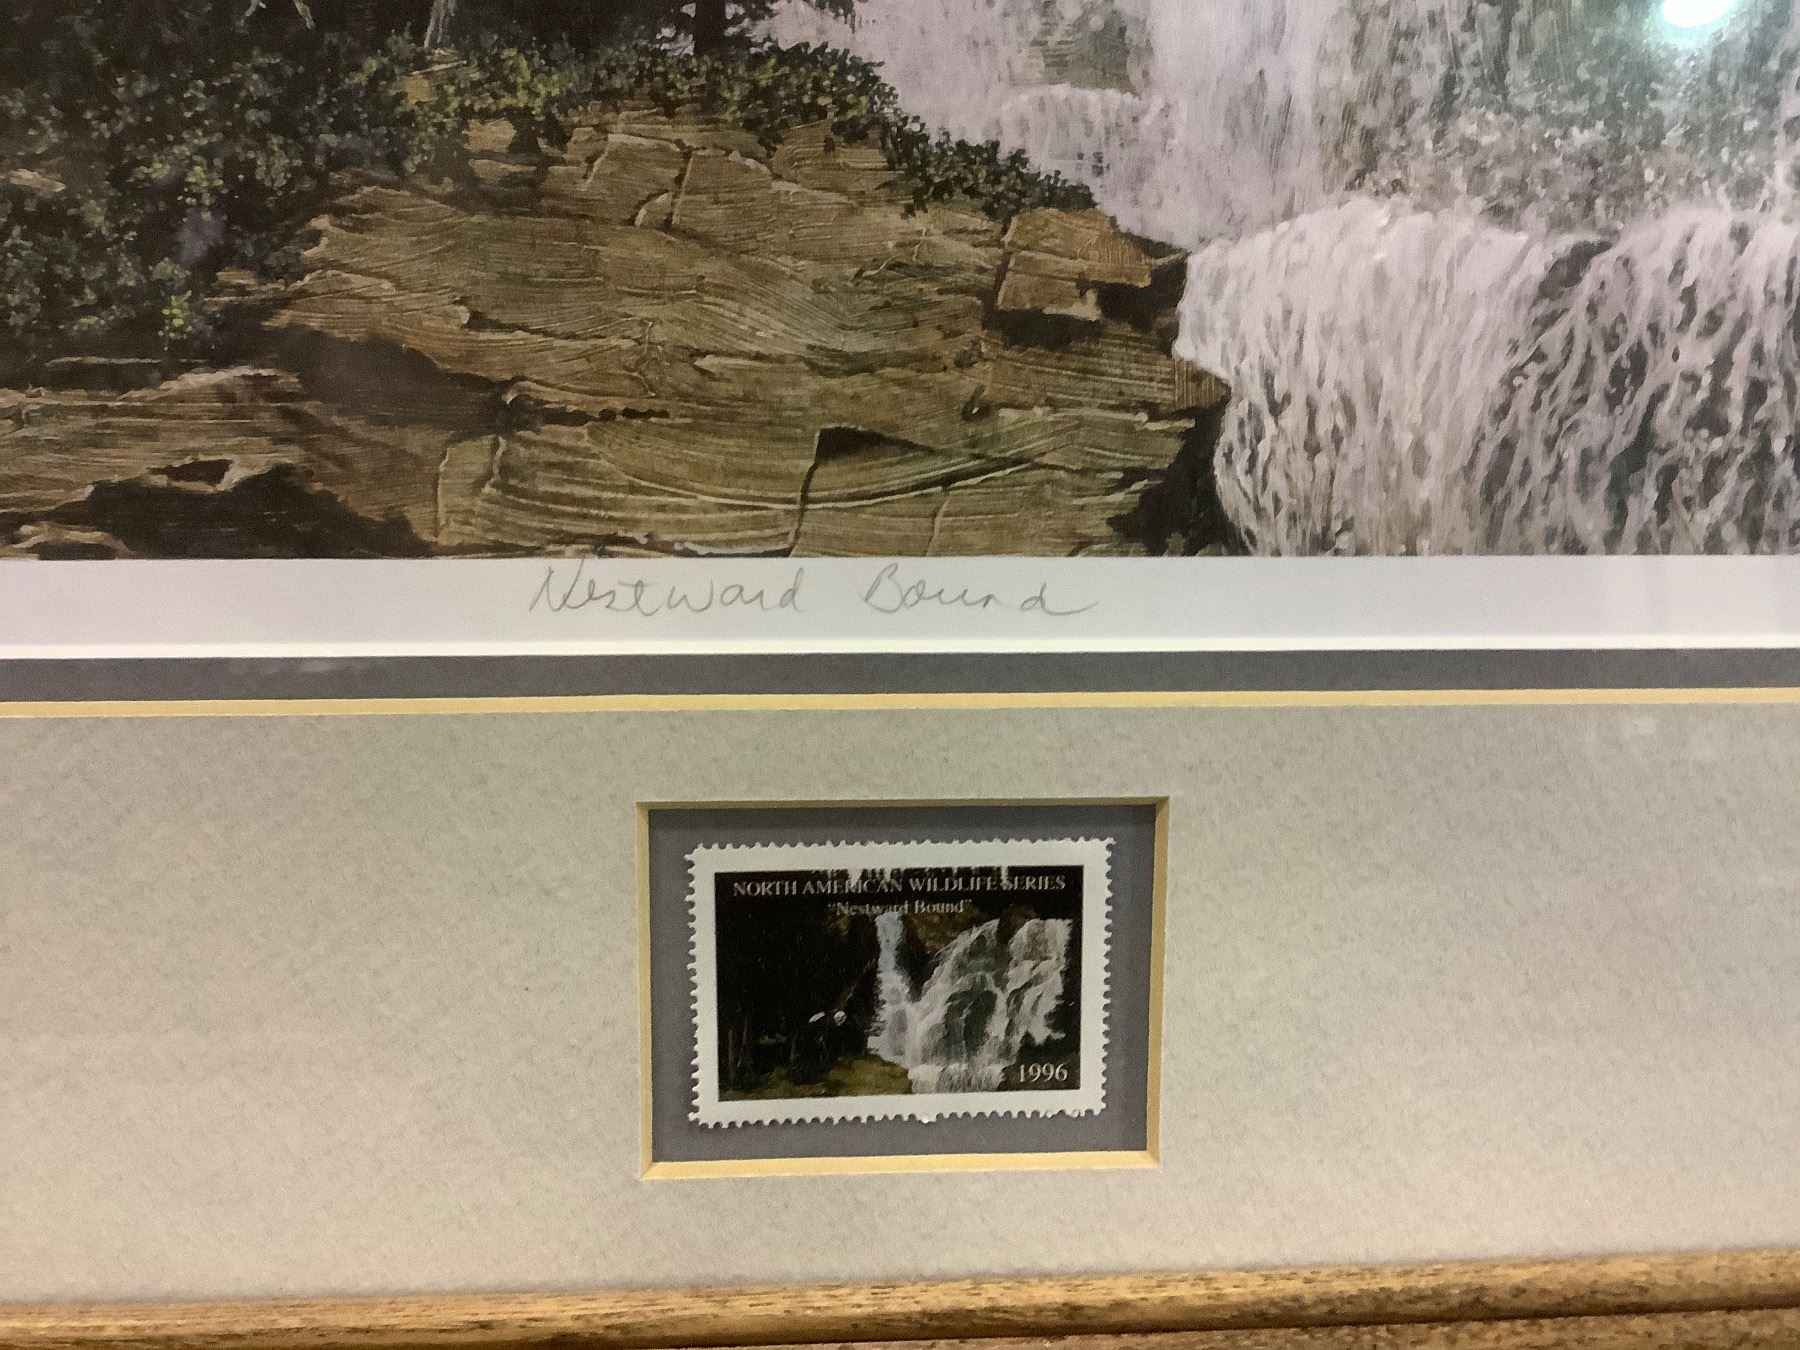 Nestward Bound
NORTH AMERICAN WILDLIFE SERIES
"Nestward Bound"
1996